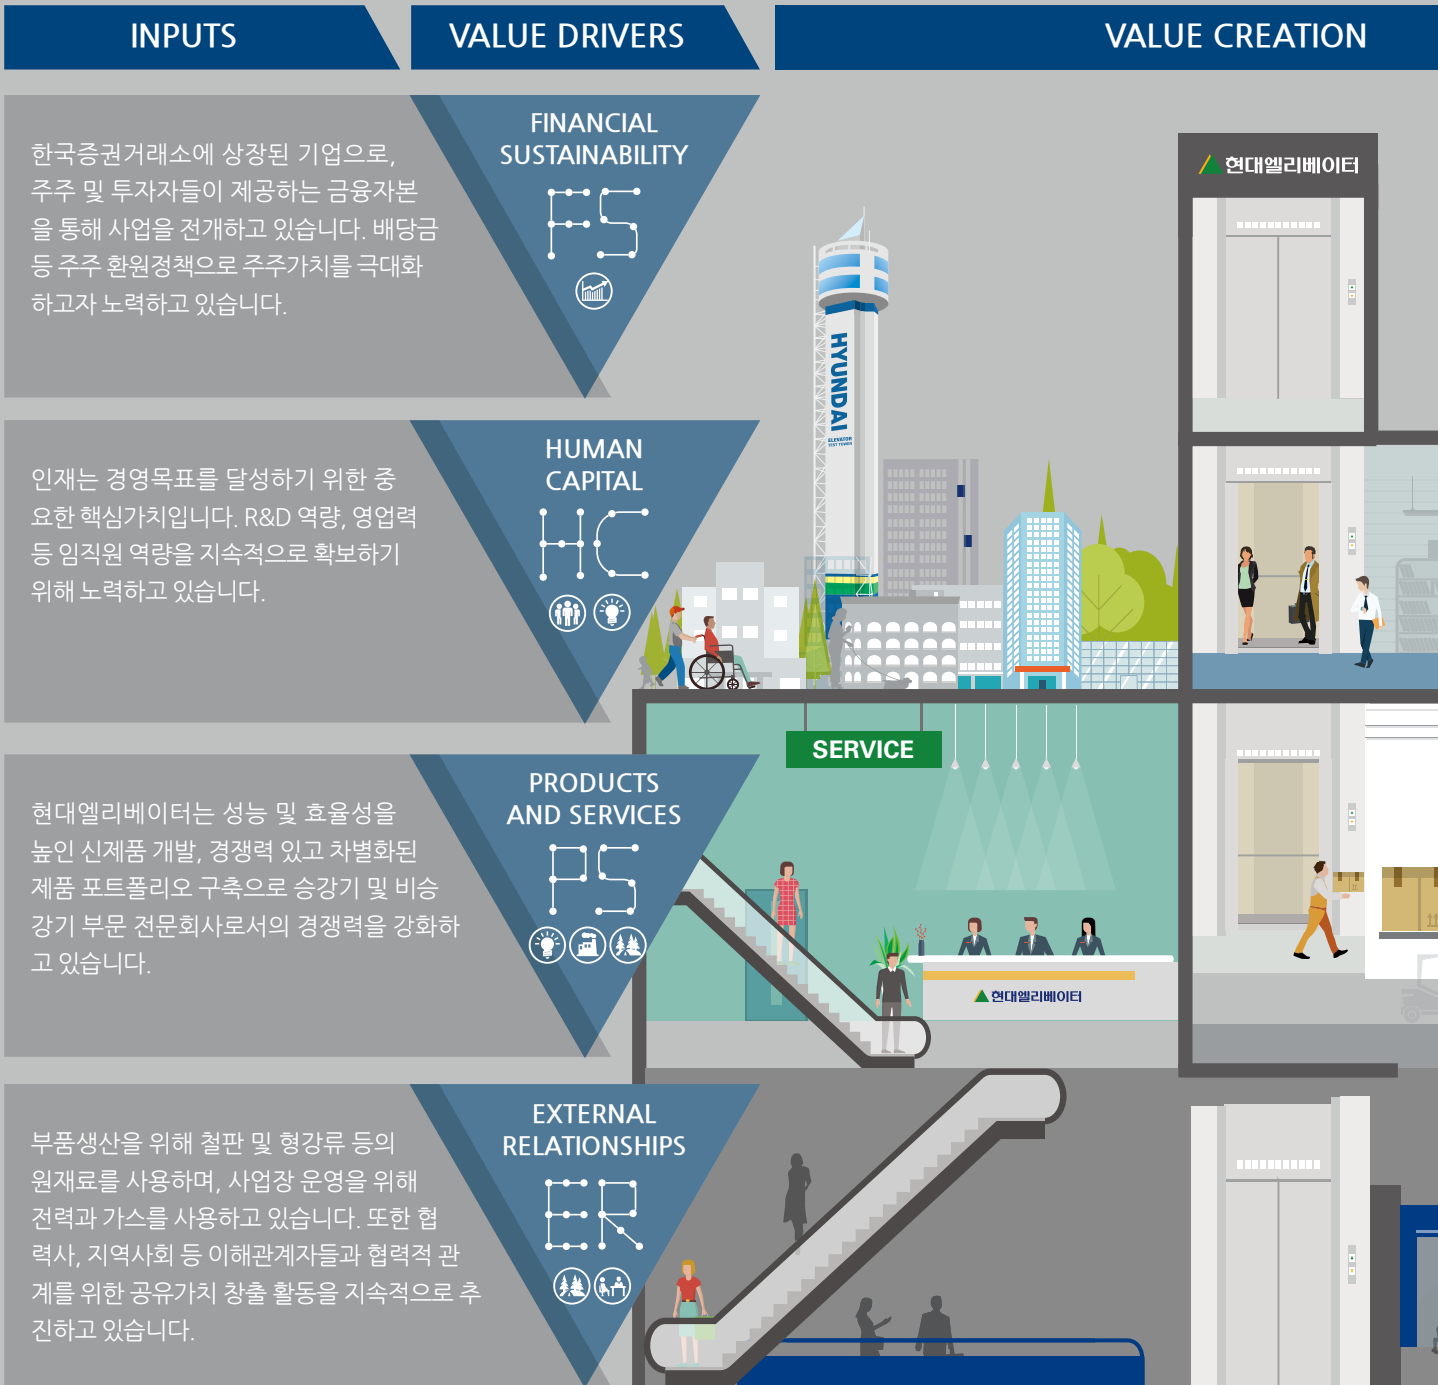 INPUTS
VALUE DRIVERS
VALUE CREATION
한국증권거래소에 상장된 기업으로,
주주 및 투자자들이 제공하는 금융자본
을 통해 사업을 전개하고 있습니다. 배당금
등 주주 환원정책으로 주주가치를 극대화
하고자 노력하고 있습니다.
FINANCIAL
SUSTAINABILITY
FS
인재는 경영목표를 달성하기 위한 중
요한 핵심가치입니다. R&D 역량, 영업력
등 임직원 역량을 지속적으로 확보하기
위해 노력하고 있습니다.
HUMAN
CAPITAL
HC
현대엘리베이터는 성능 및 효율성을
높인 신제품 개발, 경쟁력 있고 차별화된
제품 포트폴리오 구축으로 승강기 및 비승
강기 부문 전문회사로서의 경쟁력을 강화하
고 있습니다.
PRODUCTS
AND SERVICES
PS
부품생산을 위해 철판 및 형강류 등의
원재료를 사용하며, 사업장 운영을 위해
전력과 가스를 사용하고 있습니다. 또한 협
력사, 지역사회 등 이해관계자들과 협력적 관
계를 위한 공유가치 창출 활동을 지속적으로 추
진하고 있습니다.
EXTERNAL
RELATIONSHIPS
ER
현대엘리베이터
HYUNDAI
ELEVATOR
TEST TOWER
SERVICE
현대엘리베이터